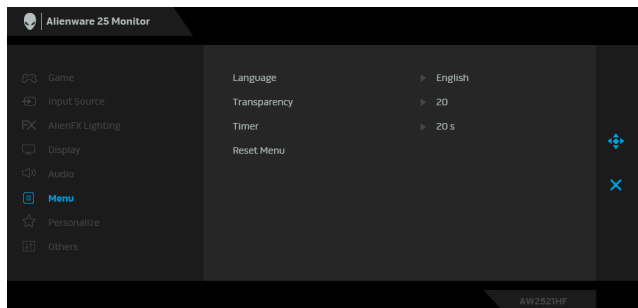 Alienware 25 Monitor
Game
Input Source
AlienFX Lighting
Display
Audio
Menu
Personalize
Others
Language English
Transparency 20
Timer 20 s
Reset Menu
AW2521HF